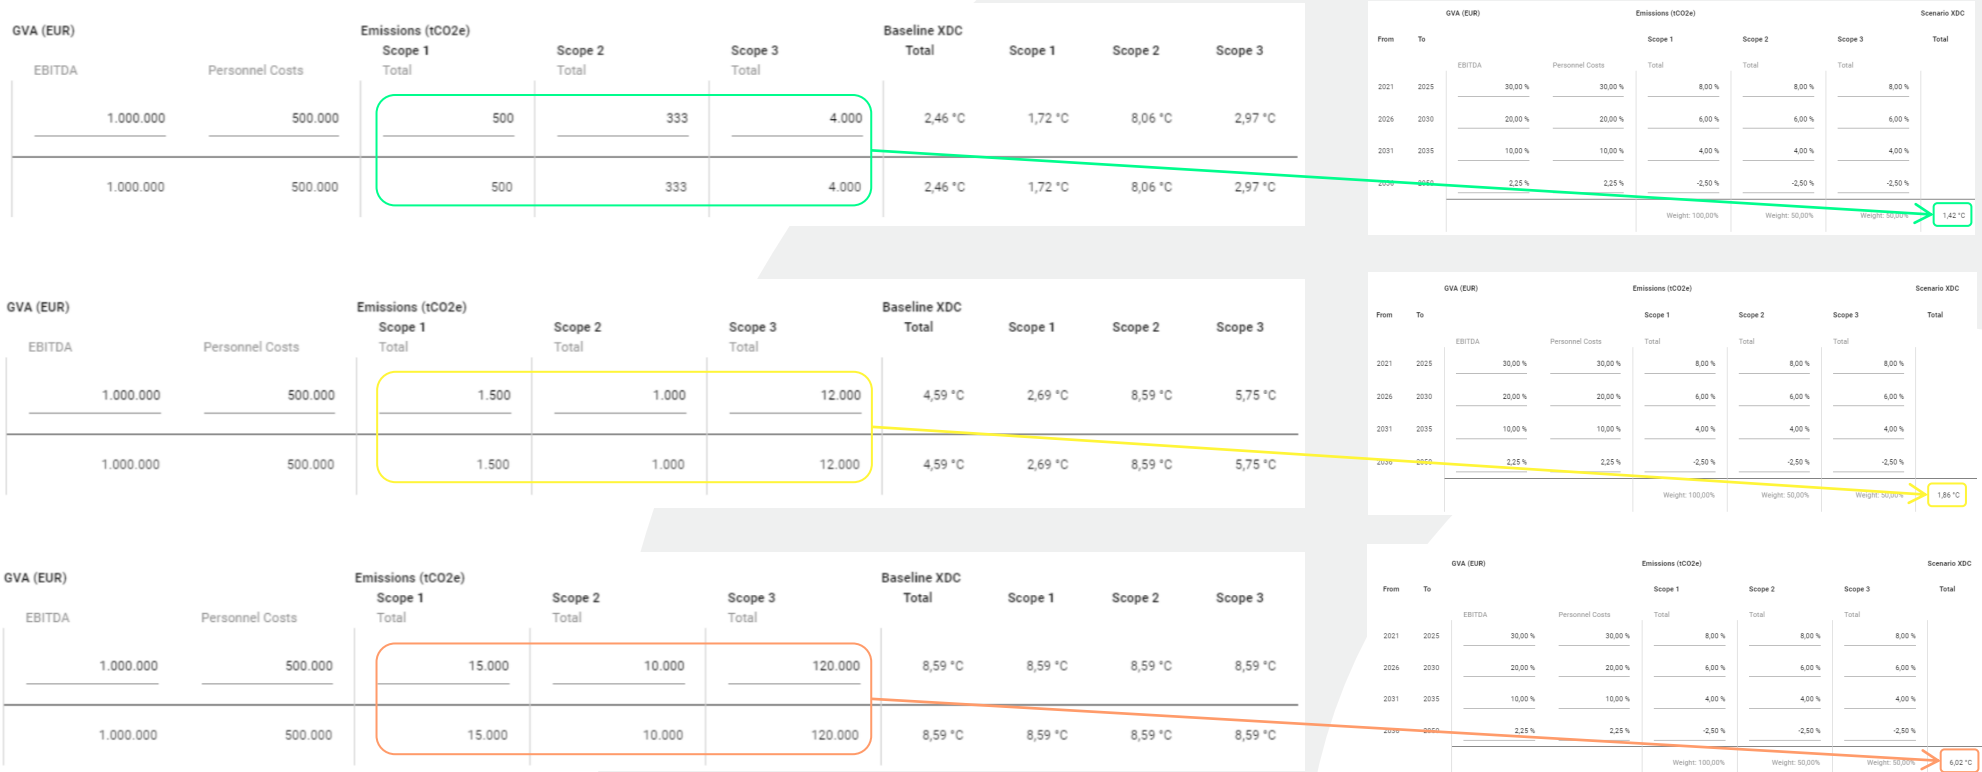 GVA (EUR) Emissions (tCO2e) Baseline XDC
Scope 1 Scope 2 Scope 3 Total Scope 1 Scope 2 Scope 3
EBITDA Personnel Costs Total Total Total
1.000.000 500.000 500 333 4.000 2,46 °C 1,72 °C 8,06 °C 2,97 °C
1.000.000 500.000 500 333 4.000 2,46 °C 1,72 °C 8,06 °C 2,97 °C
GVA (EUR) Emissions (tCO2e) Scenario XDC
From To Scope 1 Scope 2 Scope 3 Total
EBITDA Personnel Costs Total Total Total
2021 2025 30,00 % 30,00 % 8,00 % 8,00 % 8,00 %
2026 2030 20,00 % 20,00 % 6,00 % 6,00 % 6,00 %
2031 2035 10,00 % 10,00 % 4,00 % 4,00 % 4,00 %
2036 2050 2,25 % 2,25 % -2,50 % -2,50 % -2,50 %
Weight: 100,00% Weight: 50,00% Weight: 50,00% 1,42 °C
GVA (EUR) Emissions (tCO2e) Baseline XDC
Scope 1 Scope 2 Scope 3 Total Scope 1 Scope 2 Scope 3
EBITDA Personnel Costs Total Total Total
1.000.000 500.000 1.500 1.000 12.000 4,59 °C 2,69 °C 8,59 °C 5,75 °C
1.000.000 500.000 1.500 1.000 12.000 4,59 °C 2,69 °C 8,59 °C 5,75 °C
GVA (EUR) Emissions (tCO2e) Scenario XDC
From To Scope 1 Scope 2 Scope 3 Total
EBITDA Personnel Costs Total Total Total
2021 2025 30,00 % 30,00 % 8,00 % 8,00 % 8,00 %
2026 2030 20,00 % 20,00 % 6,00 % 6,00 % 6,00 %
2031 2035 10,00 % 10,00 % 4,00 % 4,00 % 4,00 %
2036 2050 2,25 % 2,25 % -2,50 % -2,50 % -2,50 %
Weight: 100,00% Weight: 50,00% Weight: 50,00% 1,86 °C
GVA (EUR) Emissions (tCO2e) Baseline XDC
Scope 1 Scope 2 Scope 3 Total Scope 1 Scope 2 Scope 3
EBITDA Personnel Costs Total Total Total
1.000.000 500.000 15.000 10.000 120.000 8,59 °C 8,59 °C 8,59 °C 8,59 °C
1.000.000 500.000 15.000 10.000 120.000 8,59 °C 8,59 °C 8,59 °C 8,59 °C
GVA (EUR) Emissions (tCO2e) Scenario XDC
From To Scope 1 Scope 2 Scope 3 Total
EBITDA Personnel Costs Total Total Total
2021 2025 30,00 % 30,00 % 8,00 % 8,00 % 8,00 %
2026 2030 20,00 % 20,00 % 6,00 % 6,00 % 6,00 %
2031 2035 10,00 % 10,00 % 4,00 % 4,00 % 4,00 %
2036 2050 2,25 % 2,25 % -2,50 % -2,50 % -2,50 %
Weight: 100,00% Weight: 50,00% Weight: 50,00% 6,02 °C